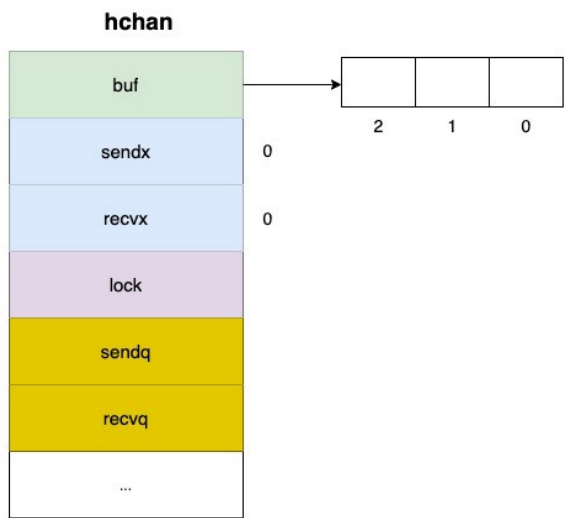 hchan
buf
2 1 0
sendx 0
recvx 0
lock
sendq
recvq
...